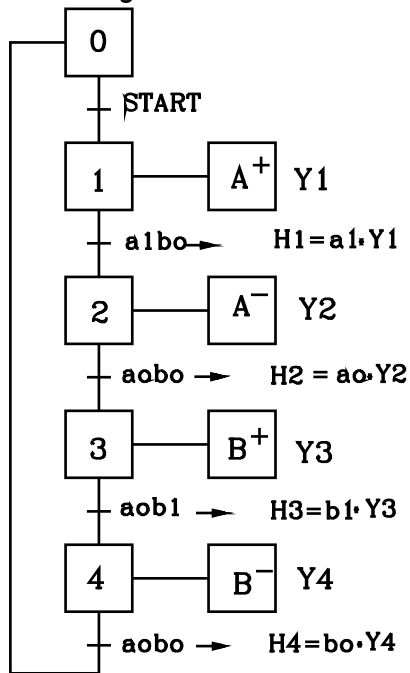 0
START
1 A+ Y1
a1bo → H1=a1·Y1
2 A− Y2
aobo → H2 = ao·Y2
3 B+ Y3
aob1 → H3=b1·Y3
4 B− Y4
aobo → H4=bo·Y4